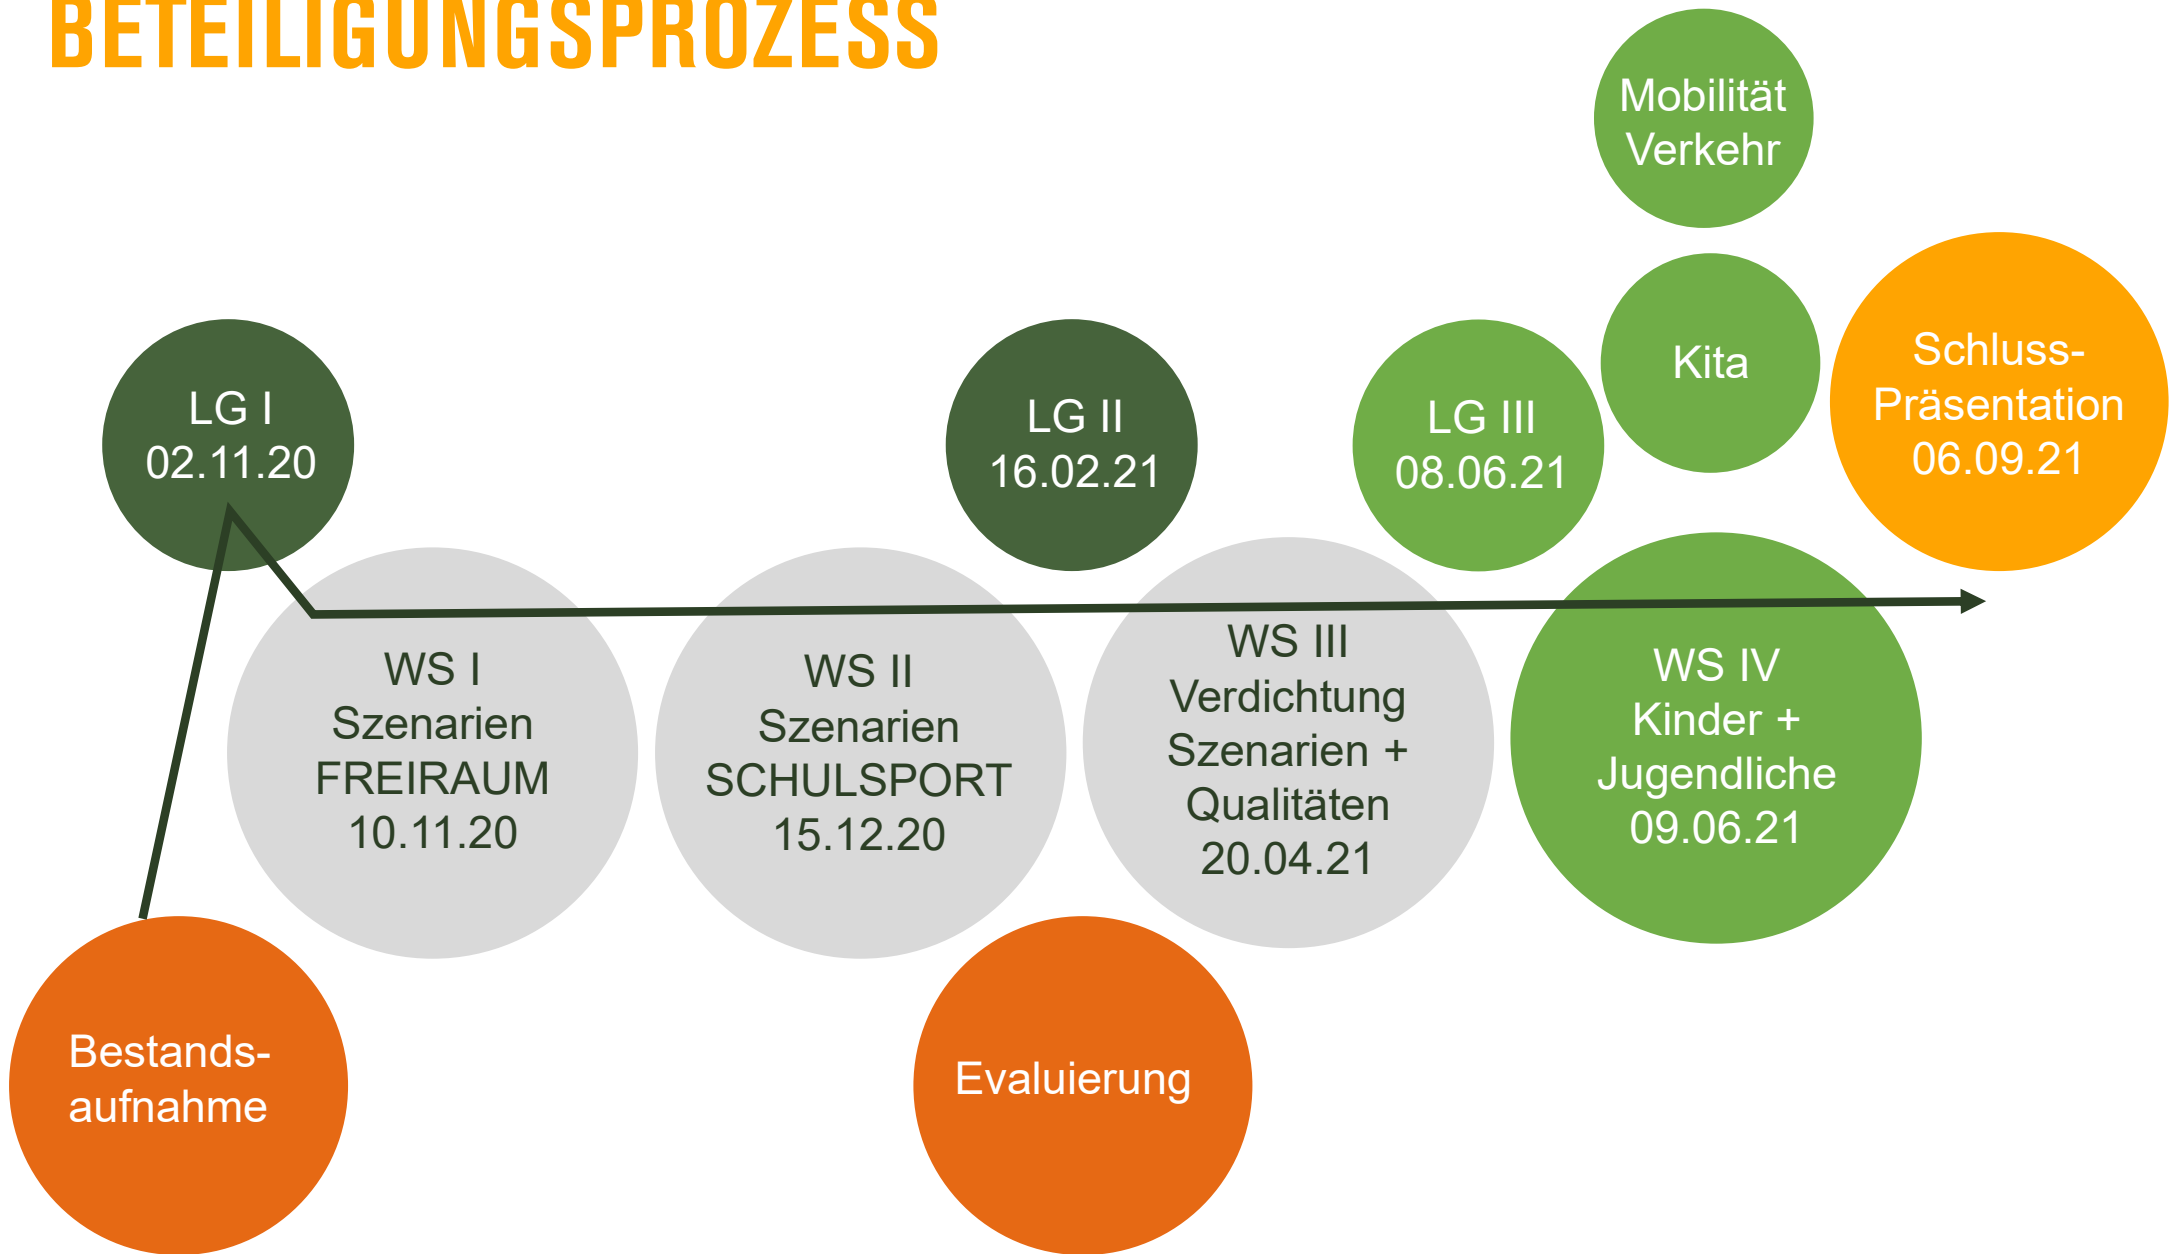 BETEILIGUNGSPROZESS
Mobilität
Verkehr
Kita
Schluss-
Präsentation
06.09.21
LG I
02.11.20
LG II
16.02.21
LG III
08.06.21
WS I
Szenarien
FREIRAUM
10.11.20
WS II
Szenarien
SCHULSPORT
15.12.20
WS III
Verdichtung
Szenarien +
Qualitäten
20.04.21
WS IV
Kinder +
Jugendliche
09.06.21
Bestands-
aufnahme
Evaluierung